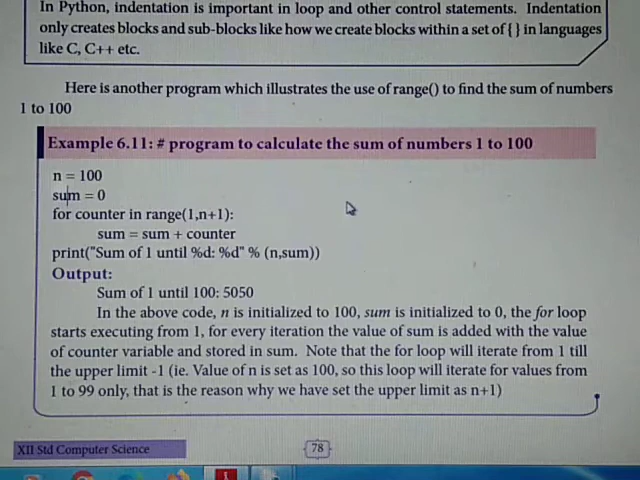 In Python, indentation is important in loop and other control statements. Indentation
only creates blocks and sub-blocks like how we create blocks within a set of { } in languages
like C, C++ etc.
Here is another program which illustrates the use of range() to find the sum of numbers
1 to 100
Example 6.11: # program to calculate the sum of numbers 1 to 100
n = 100
sum = 0
for counter in range(1,n+1):
sum = sum + counter
print("Sum of 1 until %d: %d" % (n,sum))
Output:
Sum of 1 until 100: 5050
In the above code, n is initialized to 100, sum is initialized to 0, the for loop
starts executing from 1, for every iteration the value of sum is added with the value
of counter variable and stored in sum. Note that the for loop will iterate from 1 till
the upper limit -1 (ie. Value of n is set as 100, so this loop will iterate for values from
1 to 99 only, that is the reason why we have set the upper limit as n+1)
XII Std Computer Science
78